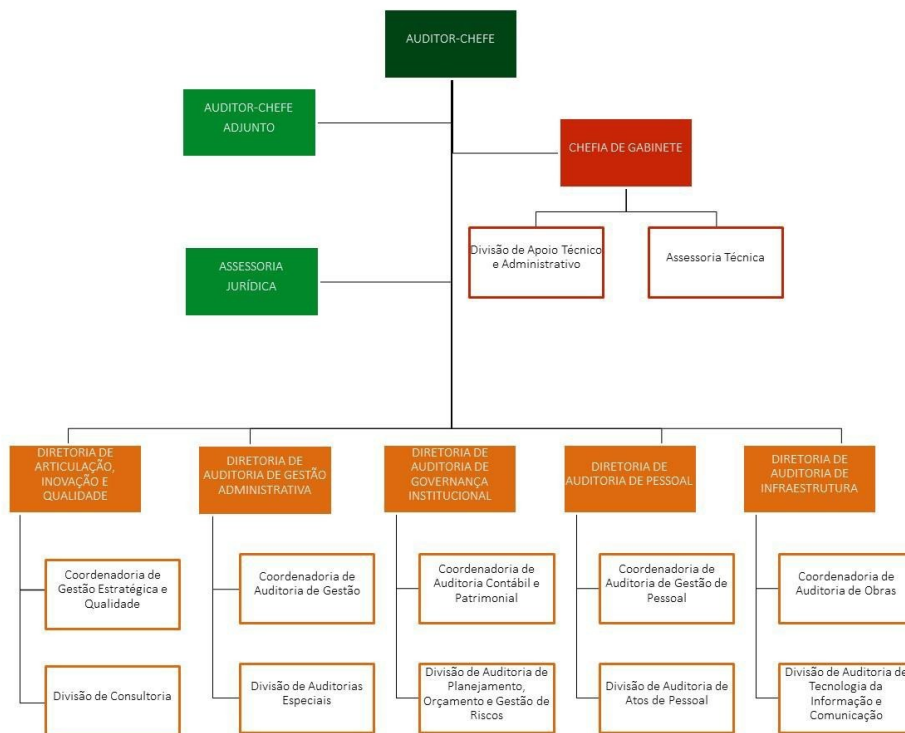 AUDITOR-CHEFE
AUDITOR-CHEFE
ADJUNTO
CHEFIA DE GABINETE
Divisão de Apoio Técnico
e Administrativo
Assessoria Técnica
ASSESSORIA
JURÍDICA
DIRETORIA DE
ARTICULAÇÃO,
INOVAÇÃO E
QUALIDADE
DIRETORIA DE
AUDITORIA DE GESTÃO
ADMINISTRATIVA
DIRETORIA DE
AUDITORIA DE
GOVERNANÇA
INSTITUCIONAL
DIRETORIA DE
AUDITORIA DE PESSOAL
DIRETORIA DE
AUDITORIA DE
INFRAESTRUTURA
Coordenadoria de
Gestão Estratégica e
Qualidade
Coordenadoria de
Auditoria de Gestão
Coordenadoria de
Auditoria Contábil e
Patrimonial
Coordenadoria de
Auditoria de Gestão de
Pessoal
Coordenadoria de
Auditoria de Obras
Divisão de Consultoria
Divisão de Auditorias
Especiais
Divisão de Auditoria de
Planejamento,
Orçamento e Gestão de
Riscos
Divisão de Auditoria de
Atos de Pessoal
Divisão de Auditoria de
Tecnologia da
Informação e
Comunicação